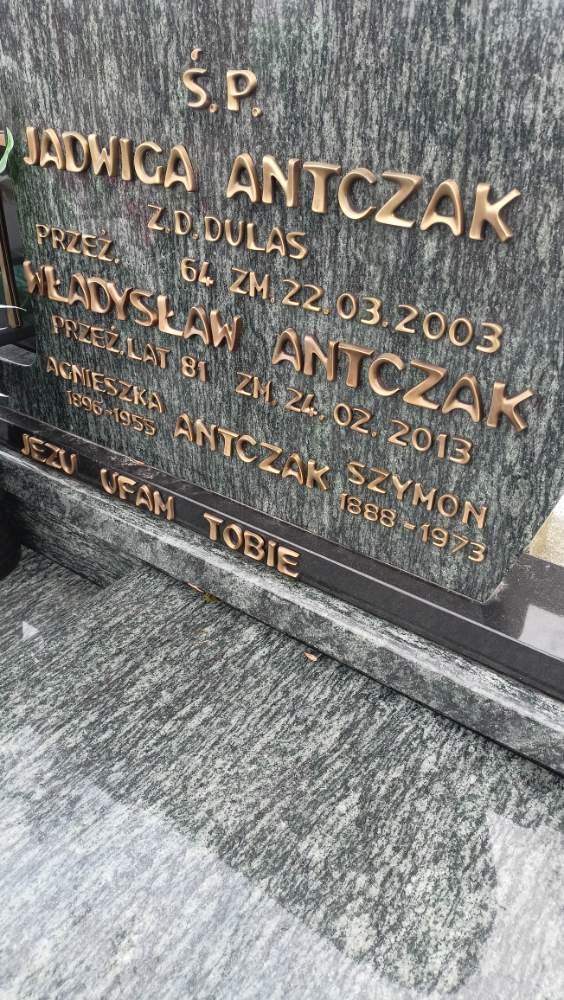 Ś.P.
JADWIGA ANTCZAK
Z.D.DULAS
PRZEŻ. 64 ZM.22.03.2003
WŁADYSŁAW ANTCZAK
PRZEŻ.LAT 81 ZM.24.02.2013
AGNIESZKA ANTCZAK SZYMON
1896-1955 1888-1973
JEZU UFAM TOBIE